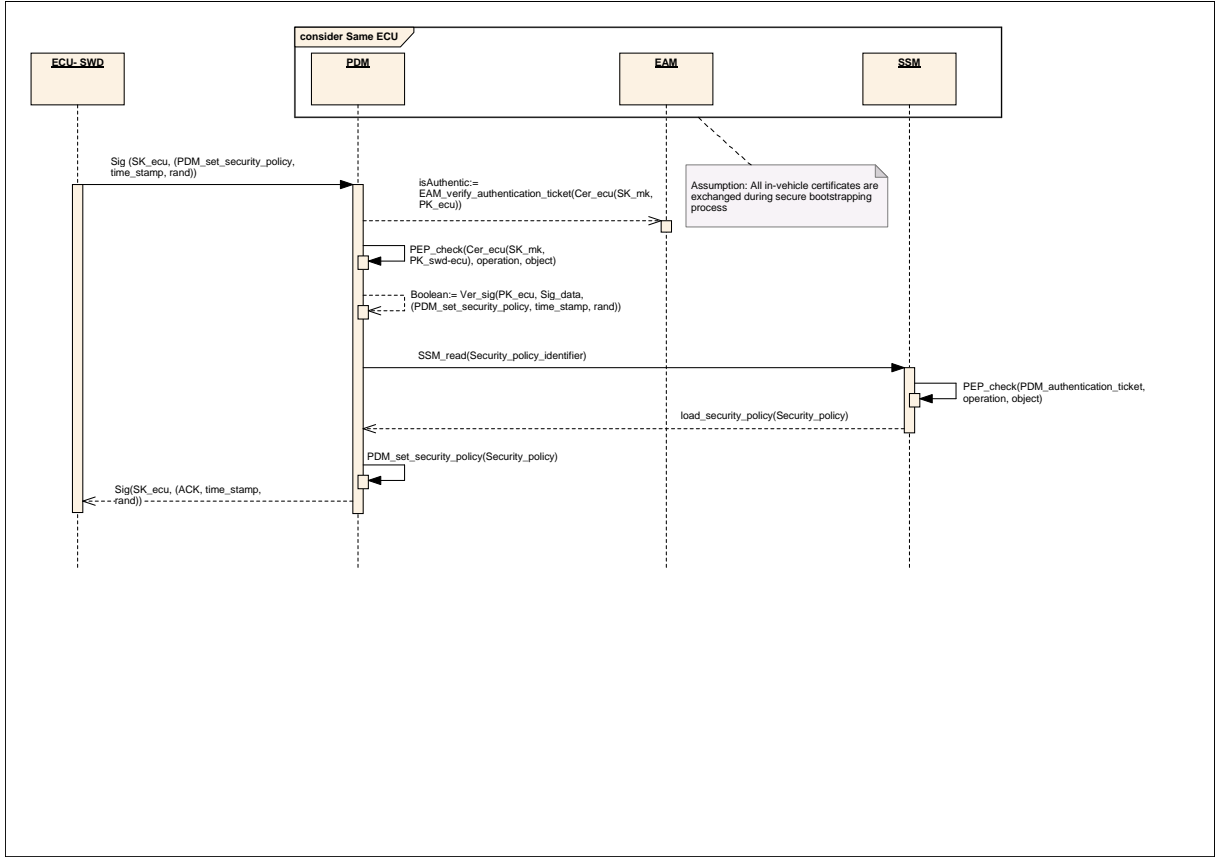 consider Same ECU
ECU- SWD
PDM
EAM
SSM
Sig (SK_ecu, (PDM_set_security_policy,
time_stamp, rand))
isAuthentic:=
EAM_verify_authentication_ticket(Cer_ecu(SK_mk,
PK_ecu))
Assumption: All in-vehicle certificates are
exchanged during secure bootstrapping
process
PEP_check(Cer_ecu(SK_mk,
PK_swd-ecu), operation, object)
Boolean:= Ver_sig(PK_ecu, Sig_data,
(PDM_set_security_policy, time_stamp, rand))
SSM_read(Security_policy_identifier)
PEP_check(PDM_authentication_ticket,
operation, object)
load_security_policy(Security_policy)
PDM_set_security_policy(Security_policy)
Sig(SK_ecu, (ACK, time_stamp,
rand))